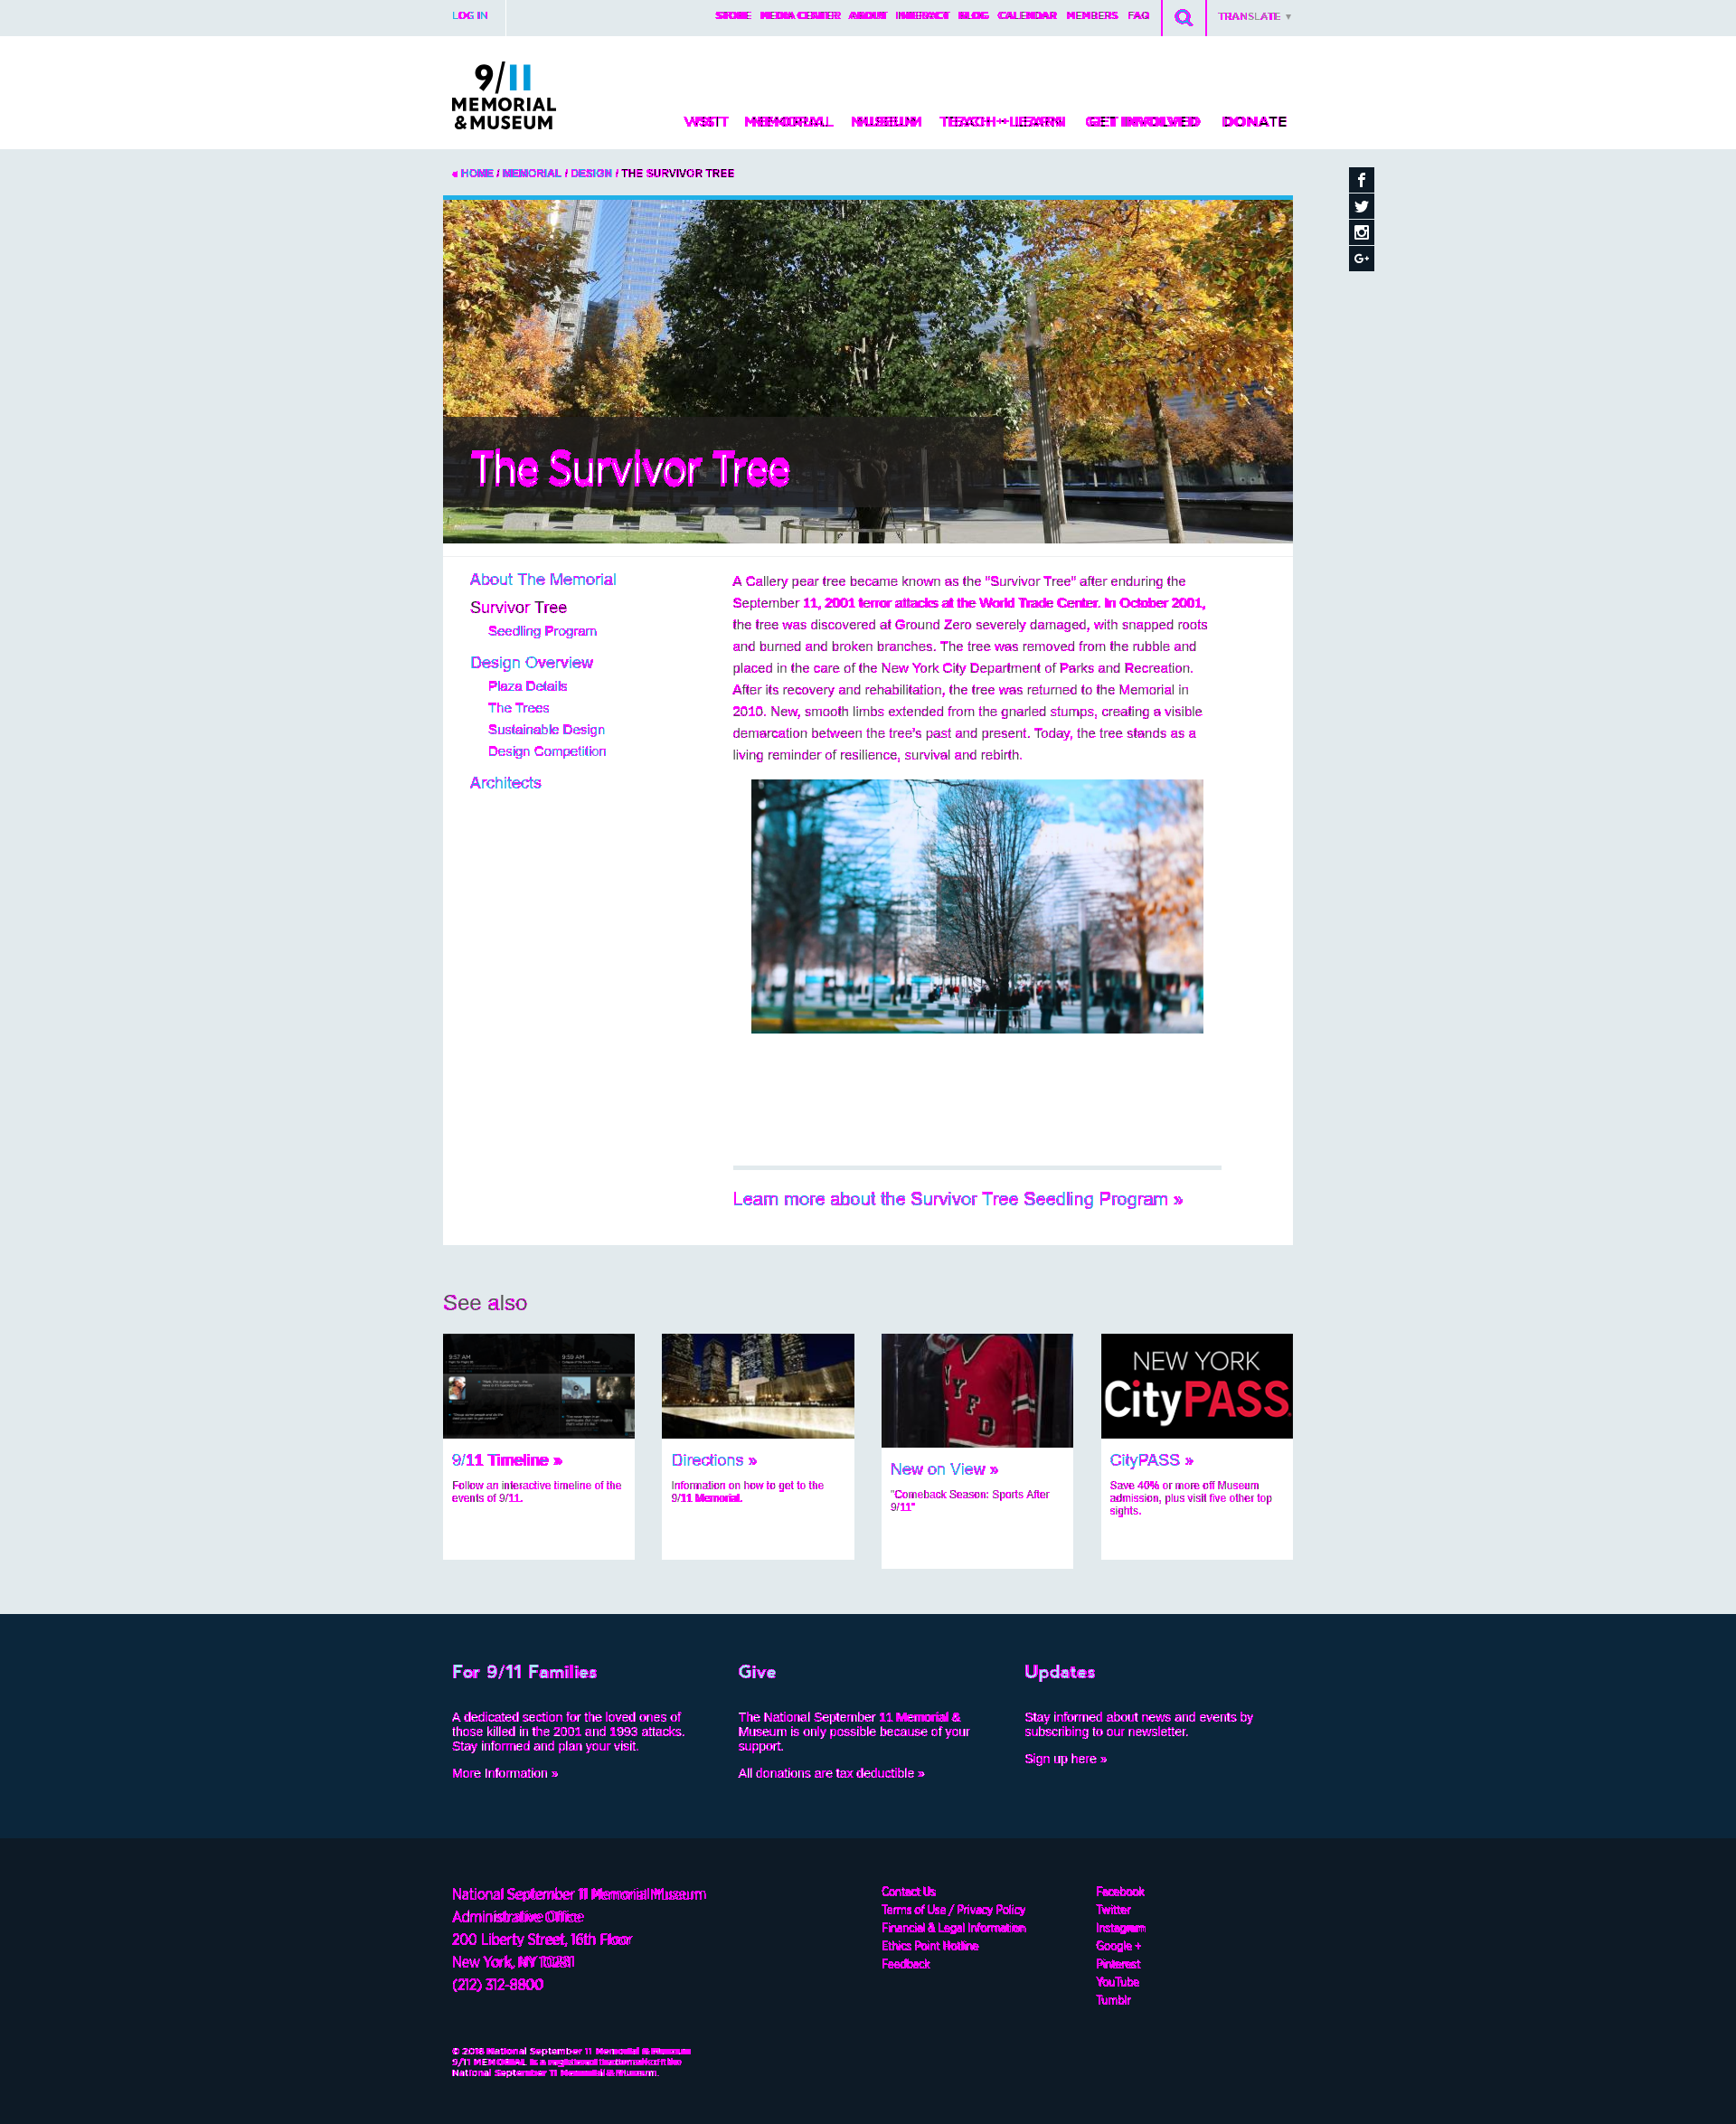 LOG IN
STORE MEDIA CENTER ABOUT INTERACT BLOG CALENDAR MEMBERS FAQ
TRANSLATE ▼
9/11
MEMORIAL
& MUSEUM
VISIT MEMORIAL MUSEUM TEACH + LEARN GET INVOLVED DONATE
« HOME / MEMORIAL / DESIGN / THE SURVIVOR TREE
The Survivor Tree
About The Memorial
Survivor Tree
Seedling Program
Design Overview
Plaza Details
The Trees
Sustainable Design
Design Competition
Architects
A Callery pear tree became known as the "Survivor Tree" after enduring the
September 11, 2001 terror attacks at the World Trade Center. In October 2001,
the tree was discovered at Ground Zero severely damaged, with snapped roots
and burned and broken branches. The tree was removed from the rubble and
placed in the care of the New York City Department of Parks and Recreation.
After its recovery and rehabilitation, the tree was returned to the Memorial in
2010. New, smooth limbs extended from the gnarled stumps, creating a visible
demarcation between the tree's past and present. Today, the tree stands as a
living reminder of resilience, survival and rebirth.
Learn more about the Survivor Tree Seedling Program »
See also
9:57 AM
9:59 AM
NYFD
NEW YORK
CityPASS
9/11 Timeline »
Follow an interactive timeline of the
events of 9/11.
Directions »
Information on how to get to the
9/11 Memorial.
New on View »
"Comeback Season: Sports After
9/11"
CityPASS »
Save 40% or more off Museum
admission, plus visit five other top
sights.
For 9/11 Families
A dedicated section for the loved ones of
those killed in the 2001 and 1993 attacks.
Stay informed and plan your visit.
More Information »
Give
The National September 11 Memorial &
Museum is only possible because of your
support.
All donations are tax deductible »
Updates
Stay informed about news and events by
subscribing to our newsletter.
Sign up here »
National September 11 Memorial Museum
Administrative Office
200 Liberty Street, 16th Floor
New York, NY 10281
(212) 312-8800
Contact Us
Terms of Use / Privacy Policy
Financial & Legal Information
Ethics Point Hotline
Feedback
Facebook
Twitter
Instagram
Google +
Pinterest
YouTube
Tumblr
© 2018 National September 11 Memorial & Museum
9/11 MEMORIAL is a registered trademark of the
National September 11 Memorial & Museum.